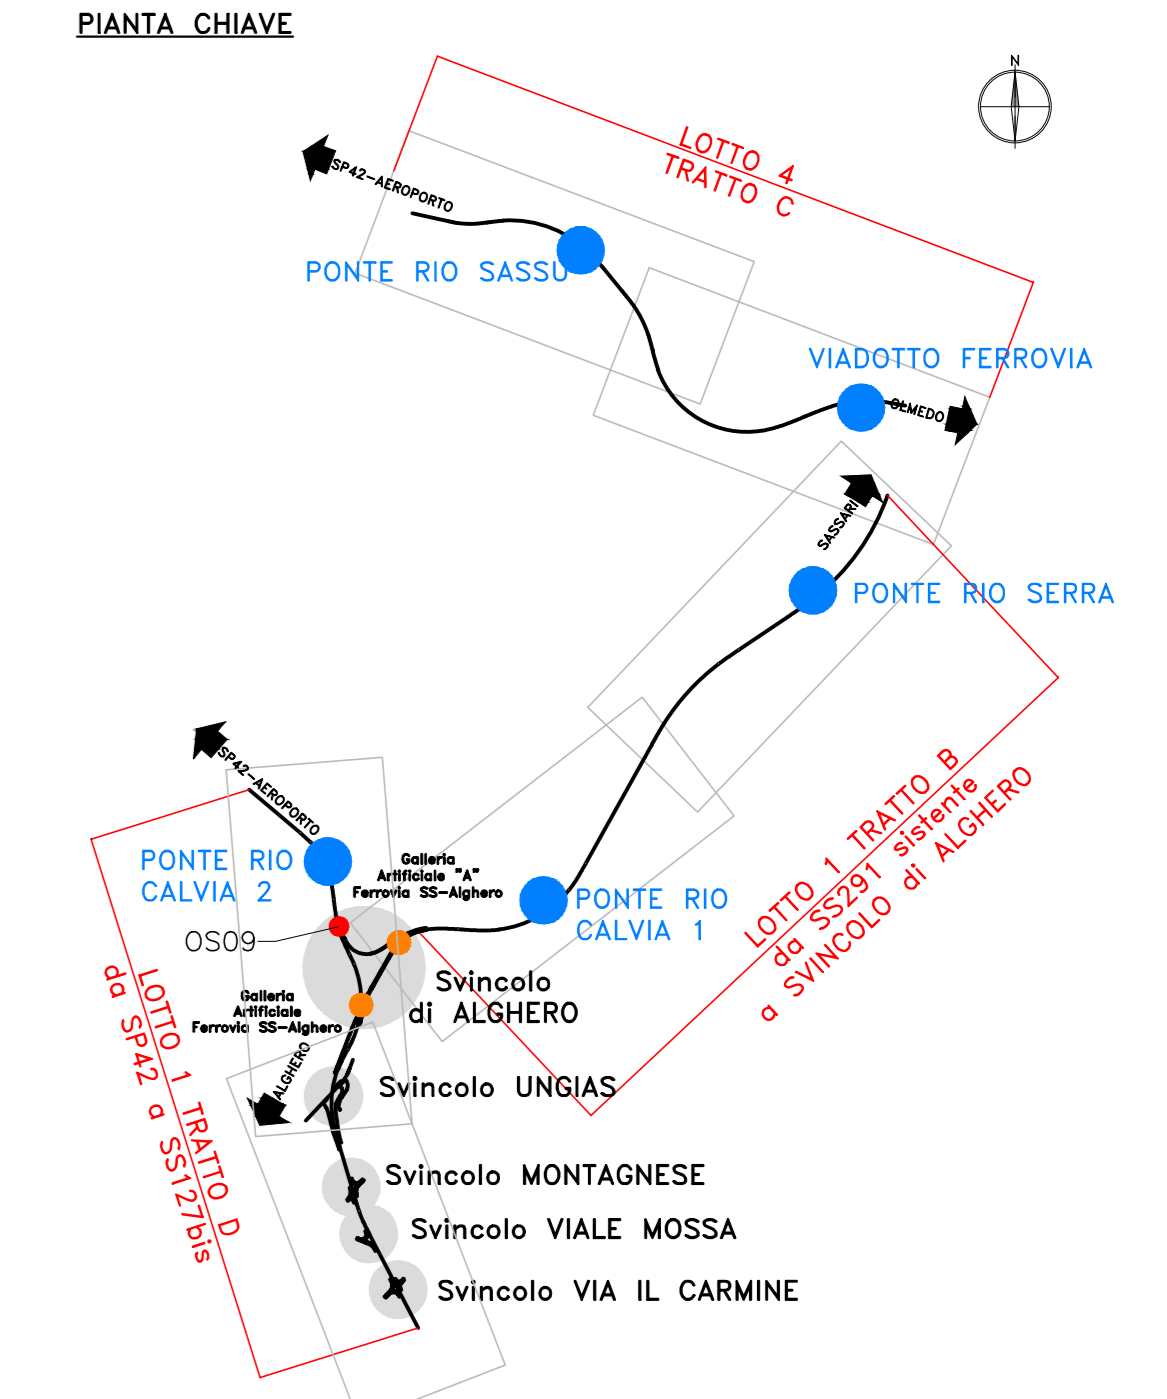 PIANTA CHIAVE
N
LOTTO 4
TRATTO C
SP42-AEROPORTO
PONTE RIO SASSU
VIADOTTO FERROVIA
OLMEDO
SASSARI
PONTE RIO SERRA
SP42-AEROPORTO
LOTTO 1 TRATTO B
da SS291 sistente
a SVINCOLO di ALGHERO
PONTE RIO
CALVIA 2
Galleria
Artificiale "A"
Ferrovia SS-Alghero
PONTE RIO
CALVIA 1
OS09
Svincolo
di ALGHERO
Galleria
Artificiale
Ferrovia SS-Alghero
LOTTO 1 TRATTO D
da SP42 a SS127bis
ALGHERO
Svincolo UNGIAS
Svincolo MONTAGNESE
Svincolo VIALE MOSSA
Svincolo VIA IL CARMINE